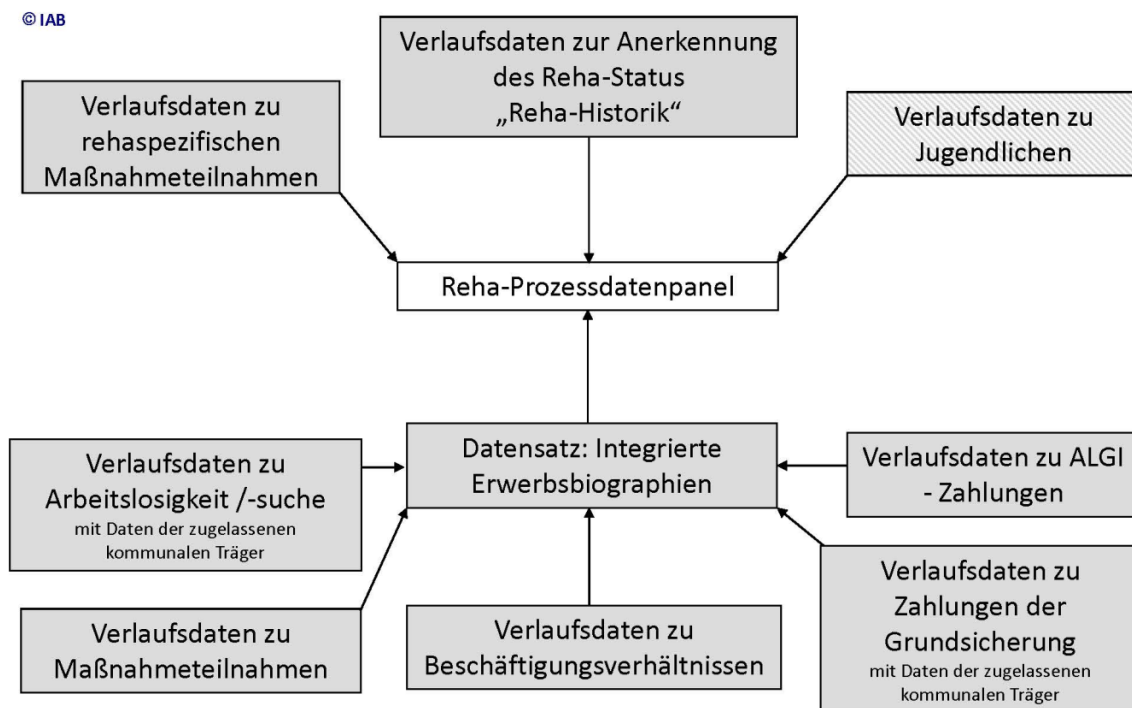 © IAB
Verlaufsdaten zur Anerkennung
des Reha-Status
„Reha-Historik“
Verlaufsdaten zu
rehaspezifischen
Maßnahmeteilnahmen
Verlaufsdaten zu
Jugendlichen
Reha-Prozessdatenpanel
Verlaufsdaten zu
Arbeitslosigkeit /-suche
mit Daten der zugelassenen
kommunalen Träger
Datensatz: Integrierte
Erwerbsbiographien
Verlaufsdaten zu ALGI
- Zahlungen
Verlaufsdaten zu
Maßnahmeteilnahmen
Verlaufsdaten zu
Beschäftigungsverhältnissen
Verlaufsdaten zu
Zahlungen der
Grundsicherung
mit Daten der zugelassenen
kommunalen Träger